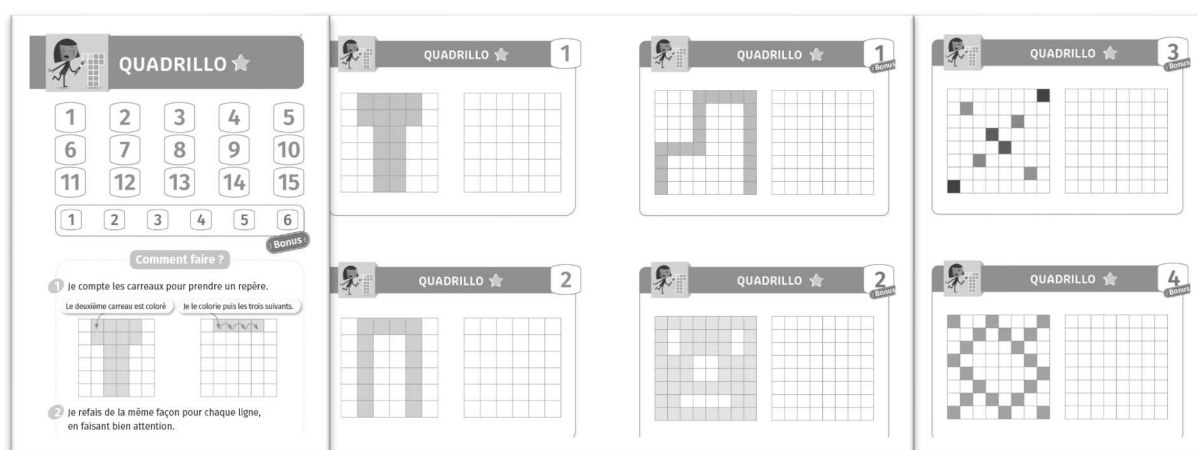 QUADRILLO
1 2 3 4 5
6 7 8 9 10
11 12 13 14 15
1 2 3 4 5 6
Bonus
Comment faire ?
1 Je compte les carreaux pour prendre un repère.
Le deuxième carreau est coloré
Je le colorie puis les trois suivants.
2 Je refais de la même façon pour chaque ligne,
en faisant bien attention.
QUADRILLO 1
QUADRILLO 2
QUADRILLO 1
Bonus
QUADRILLO 2
Bonus
QUADRILLO 3
Bonus
QUADRILLO 4
Bonus